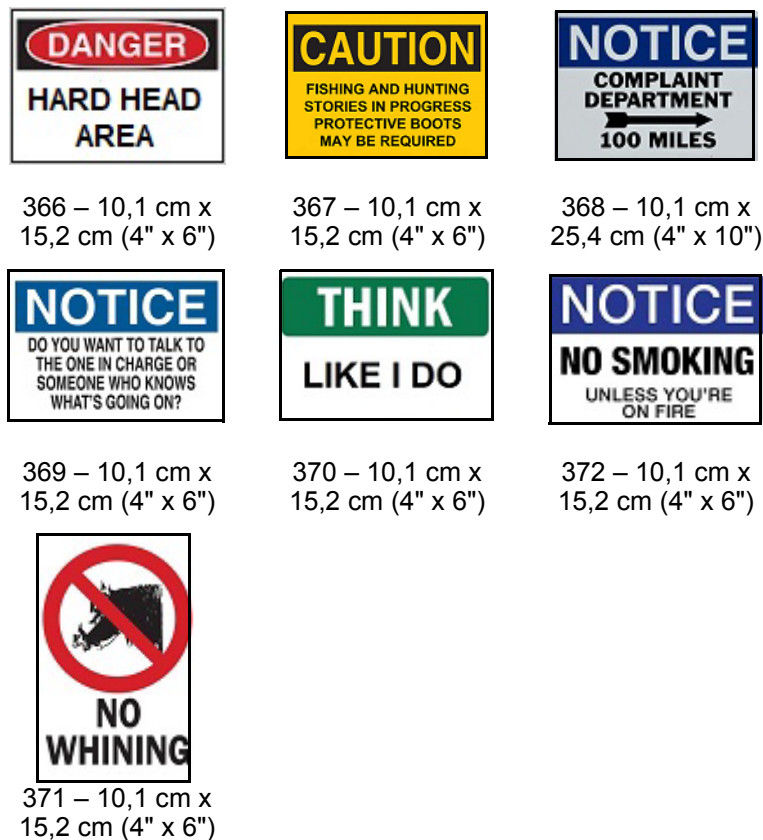 DANGER
HARD HEAD
AREA
366 – 10,1 cm x
15,2 cm (4" x 6")
CAUTION
FISHING AND HUNTING
STORIES IN PROGRESS
PROTECTIVE BOOTS
MAY BE REQUIRED
367 – 10,1 cm x
15,2 cm (4" x 6")
NOTICE
COMPLAINT
DEPARTMENT
100 MILES
368 – 10,1 cm x
25,4 cm (4" x 10")
NOTICE
DO YOU WANT TO TALK TO
THE ONE IN CHARGE OR
SOMEONE WHO KNOWS
WHAT'S GOING ON?
369 – 10,1 cm x
15,2 cm (4" x 6")
THINK
LIKE I DO
370 – 10,1 cm x
15,2 cm (4" x 6")
NOTICE
NO SMOKING
UNLESS YOU'RE
ON FIRE
372 – 10,1 cm x
15,2 cm (4" x 6")
NO
WHINING
371 – 10,1 cm x
15,2 cm (4" x 6")